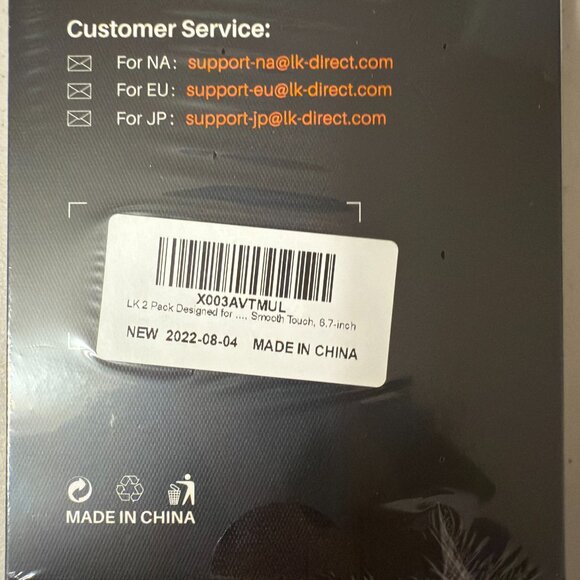 Customer Service:
For NA: support-na@lk-direct.com
For EU: support-eu@lk-direct.com
For JP: support-jp@lk-direct.com
X003AVTMUL
LK 2 Pack Designed for .... Smooth Touch, 6.7-inch
NEW 2022-08-04 MADE IN CHINA
MADE IN CHINA